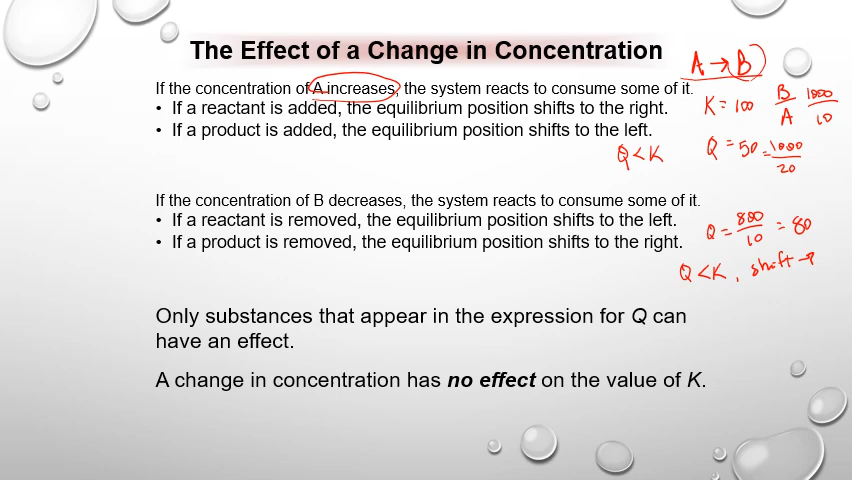 The Effect of a Change in Concentration
A → B
If the concentration of A increases, the system reacts to consume some of it.
• If a reactant is added, the equilibrium position shifts to the right.
• If a product is added, the equilibrium position shifts to the left.
K = 100 B/A 1000/10
Q < K
Q = 50 = 1000/20
If the concentration of B decreases, the system reacts to consume some of it.
• If a reactant is removed, the equilibrium position shifts to the left.
• If a product is removed, the equilibrium position shifts to the right.
Q = 800/10 = 80
Q < K, shift →
Only substances that appear in the expression for Q can
have an effect.
A change in concentration has no effect on the value of K.